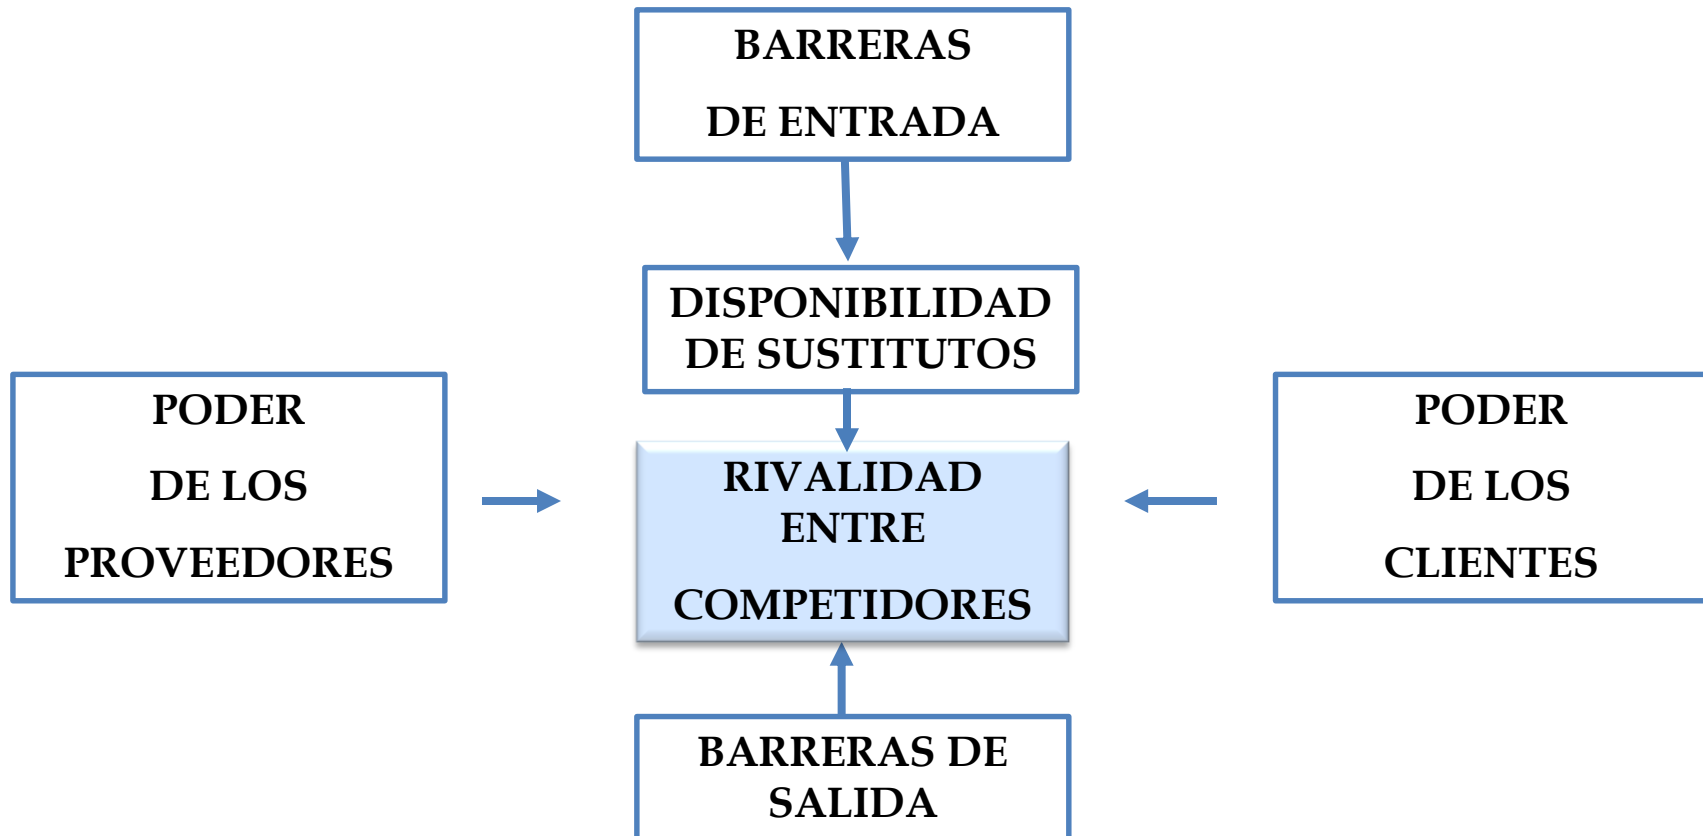 BARRERAS
DE ENTRADA
DISPONIBILIDAD
DE SUSTITUTOS
PODER
DE LOS
PROVEEDORES
RIVALIDAD
ENTRE
COMPETIDORES
PODER
DE LOS
CLIENTES
BARRERAS DE
SALIDA